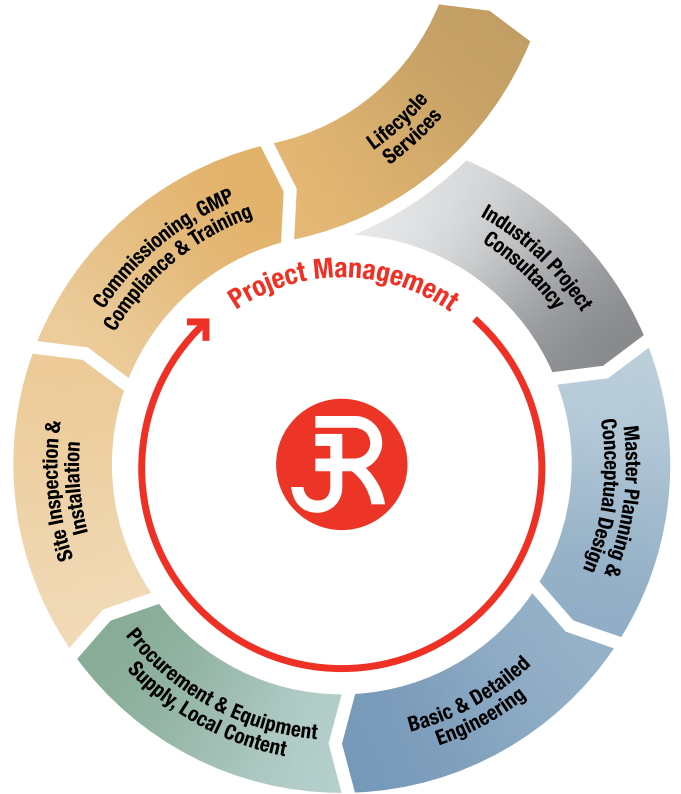 Lifecycle
Services
Industrial Project
Consultancy
Master Planning &
Conceptual Design
Basic & Detailed
Engineering
Procurement & Equipment
Supply, Local Content
Site Inspection &
Installation
Commissioning, GMP
Compliance & Training
Project Management
JR